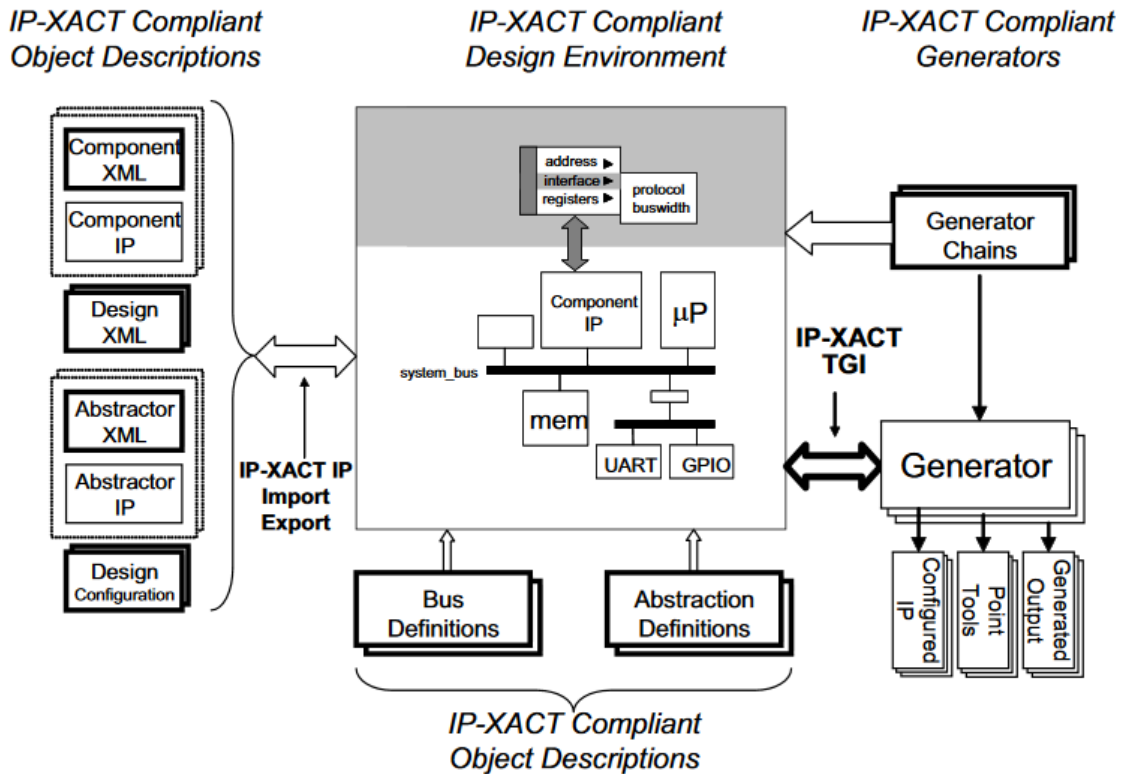 IP-XACT Compliant
Object Descriptions
IP-XACT Compliant
Design Environment
IP-XACT Compliant
Generators
Component
XML
Component
IP
Design
XML
Abstractor
XML
Abstractor
IP
Design
Configuration
IP-XACT IP
Import
Export
address
interface
registers
protocol
buswidth
Component
IP
µP
system_bus
mem
UART
GPIO
Bus
Definitions
Abstraction
Definitions
IP-XACT Compliant
Object Descriptions
Generator
Chains
IP-XACT
TGI
Generator
Configured
IP
Point
Tools
Generated
Output